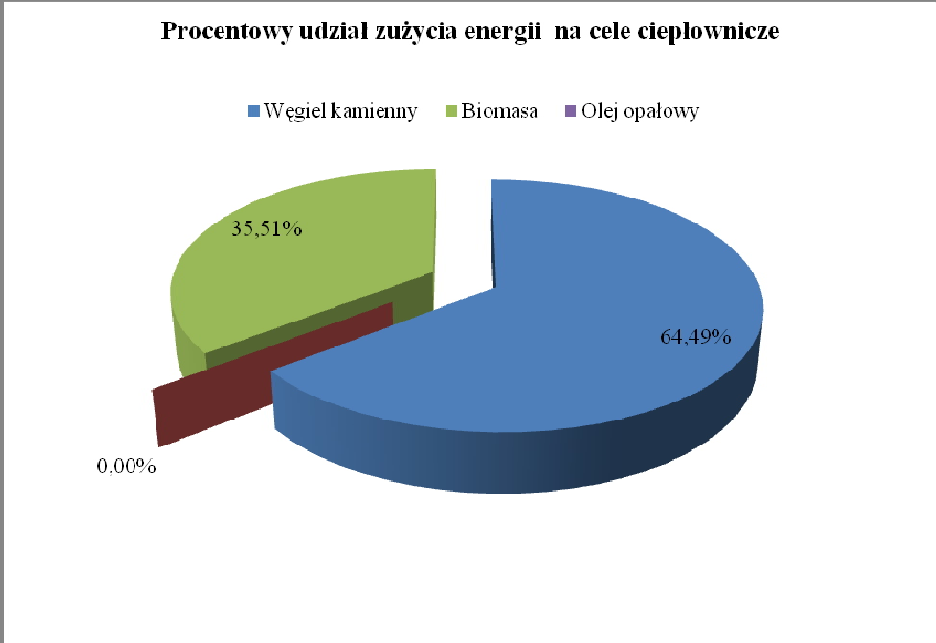 Procentowy udział zużycia energii na cele ciepłownicze
Węgiel kamienny Biomasa Olej opałowy
35,51%
64,49%
0,00%